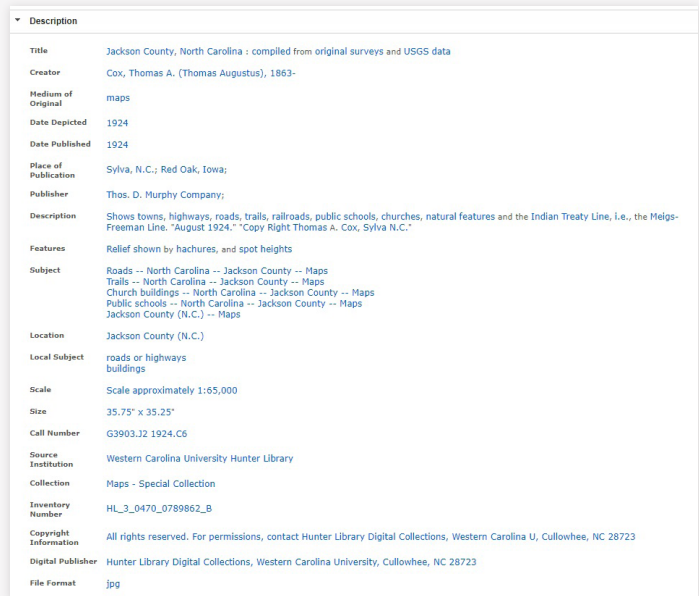 Description
Title Jackson County, North Carolina : compiled from original surveys and USGS data
Creator Cox, Thomas A. (Thomas Augustus), 1863-
Medium of
Original maps
Date Depicted 1924
Date Published 1924
Place of
Publication Sylva, N.C.; Red Oak, Iowa;
Publisher Thos. D. Murphy Company;
Description Shows towns, highways, roads, trails, railroads, public schools, churches, natural features and the Indian Treaty Line, i.e., the Meigs-
Freeman Line. "August 1924." "Copy Right Thomas A. Cox, Sylva N.C."
Features Relief shown by hachures, and spot heights
Subject Roads -- North Carolina -- Jackson County -- Maps
Trails -- North Carolina -- Jackson County -- Maps
Church buildings -- North Carolina -- Jackson County -- Maps
Public schools -- North Carolina -- Jackson County -- Maps
Jackson County (N.C.) -- Maps
Location Jackson County (N.C.)
Local Subject roads or highways
buildings
Scale Scale approximately 1:65,000
Size 35.75" x 35.25"
Call Number G3903.J2 1924.C6
Source
Institution Western Carolina University Hunter Library
Collection Maps - Special Collection
Inventory
Number HL_3_0470_0789862_B
Copyright
Information All rights reserved. For permissions, contact Hunter Library Digital Collections, Western Carolina U, Cullowhee, NC 28723
Digital Publisher Hunter Library Digital Collections, Western Carolina University, Cullowhee, NC 28723
File Format jpg